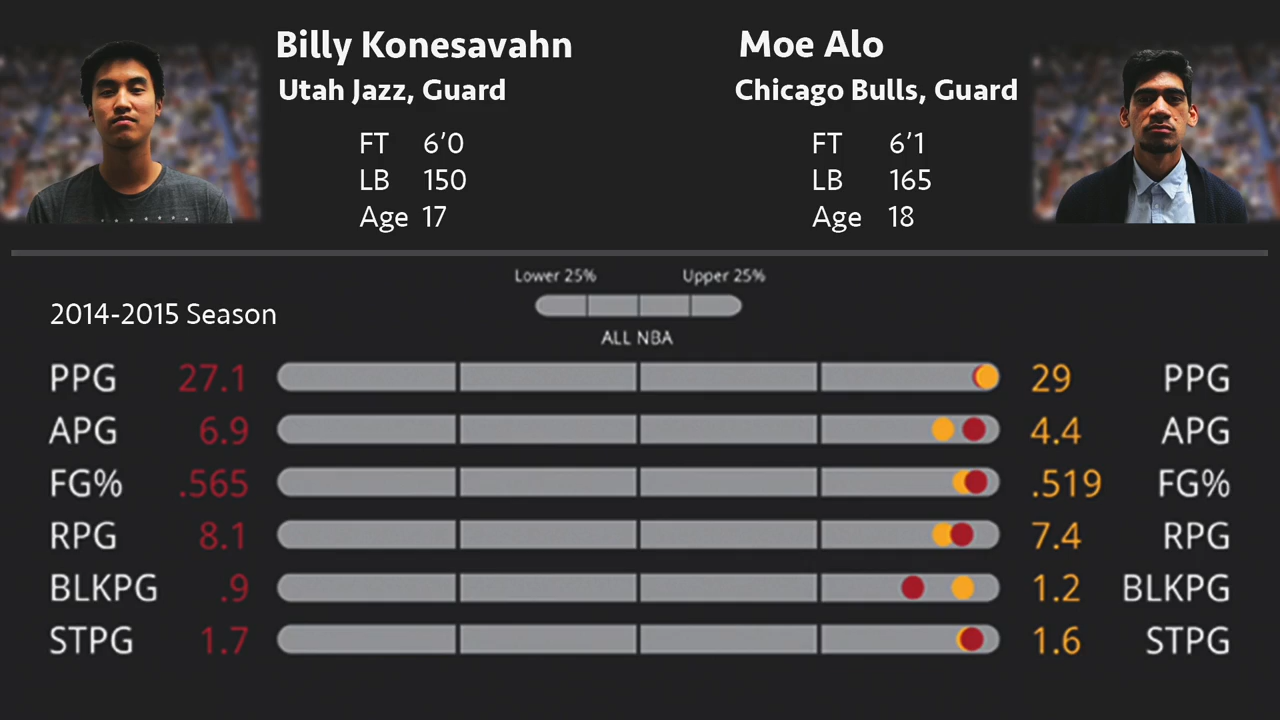 Billy Konesavahn
Utah Jazz, Guard
FT 6’0
LB 150
Age 17
Moe Alo
Chicago Bulls, Guard
FT 6’1
LB 165
Age 18
Lower 25% Upper 25%
ALL NBA
2014-2015 Season
PPG 27.1 29 PPG
APG 6.9 4.4 APG
FG% .565 .519 FG%
RPG 8.1 7.4 RPG
BLKPG .9 1.2 BLKPG
STPG 1.7 1.6 STPG